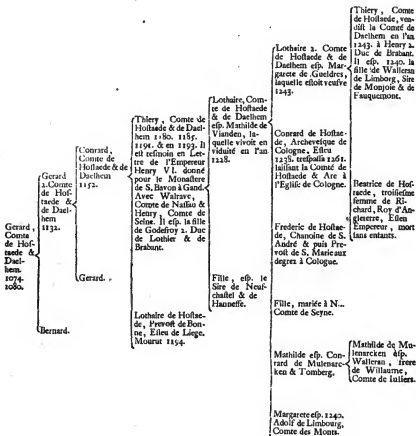 Gerard,
Comte
de Hos-
taede &
Dael-
hem.
1074.
1080.
Gerard
2. Comte
de Hos-
taede &
de Dael-
hem
1132.
Bernard.
Conrard,
Comte de
Hostaede &
Daelhem
1152.
Gerard.
Thiery, Comte de
Hostaede & de Dael-
hem 1180. 1185.
1191. & en 1193. Il
est tesmoin en Let-
tre de l'Empereur
Henry VI. donné
pour le Monastere
de S. Bavon à Gand.
Avec Walrave,
Comte de Nassau &
Henry, Comte de
Seine. Il esp. la fille
de Godefroy 2. Duc
de Lothier & de
Brabant.
Lothaire de Hostae-
de, Prevost de Bon-
ne, Esleu de Liege.
Mourut 1194.
Lothaire, Com-
te de Hostaede
& de Daelhem
esp. Mathilde de
Vianden, la-
quelle vivoit en
viduité en l'an
1228.
Fille, esp. le
Sire de Neuf-
chastel & de
Hanneffe.
Lothaire 2. Comte
de Hostaede & de
Daelhem esp. Mar-
garete de Gueldres,
laquelle estoit veufve
1243.
Conrard de Hostae-
de, Archevesque de
Cologne, Esleu
1238. trespassa 1261.
laissant la Comté de
Hostaede & Are à
l'Eglise de Cologne.
Frederic de Hostae-
de, Chanoine de S.
André & puis Pre-
vost de S. Marie aux
degrez à Cologue.
Fille, mariée à N...
Comte de Seyne.
Mathilde esp. Con-
rard de Mulenar-
ken & Tomberg.
Margarete esp. 1240.
Adolf de Limbourg,
Comte des Monts.
Thiery, Comte
de Hostaede, ven-
dist la Comté de
Daelhem en l'an
1243. à Henry 2.
Duc de Brabant.
Il esp. 1240. la
fille de Walleran
de Limborg, Sire
de Monjoie & de
Fauquemont.
Beatrice de Hos-
taede, troisiesme
femme de Ri-
chard, Roy d'An-
gleterre, Esleu
Empereur, mort
sans enfants.
Mathilde de Mu-
lenarcken esp.
Walleran, frere
de Willaume,
Comte de Iuliers.